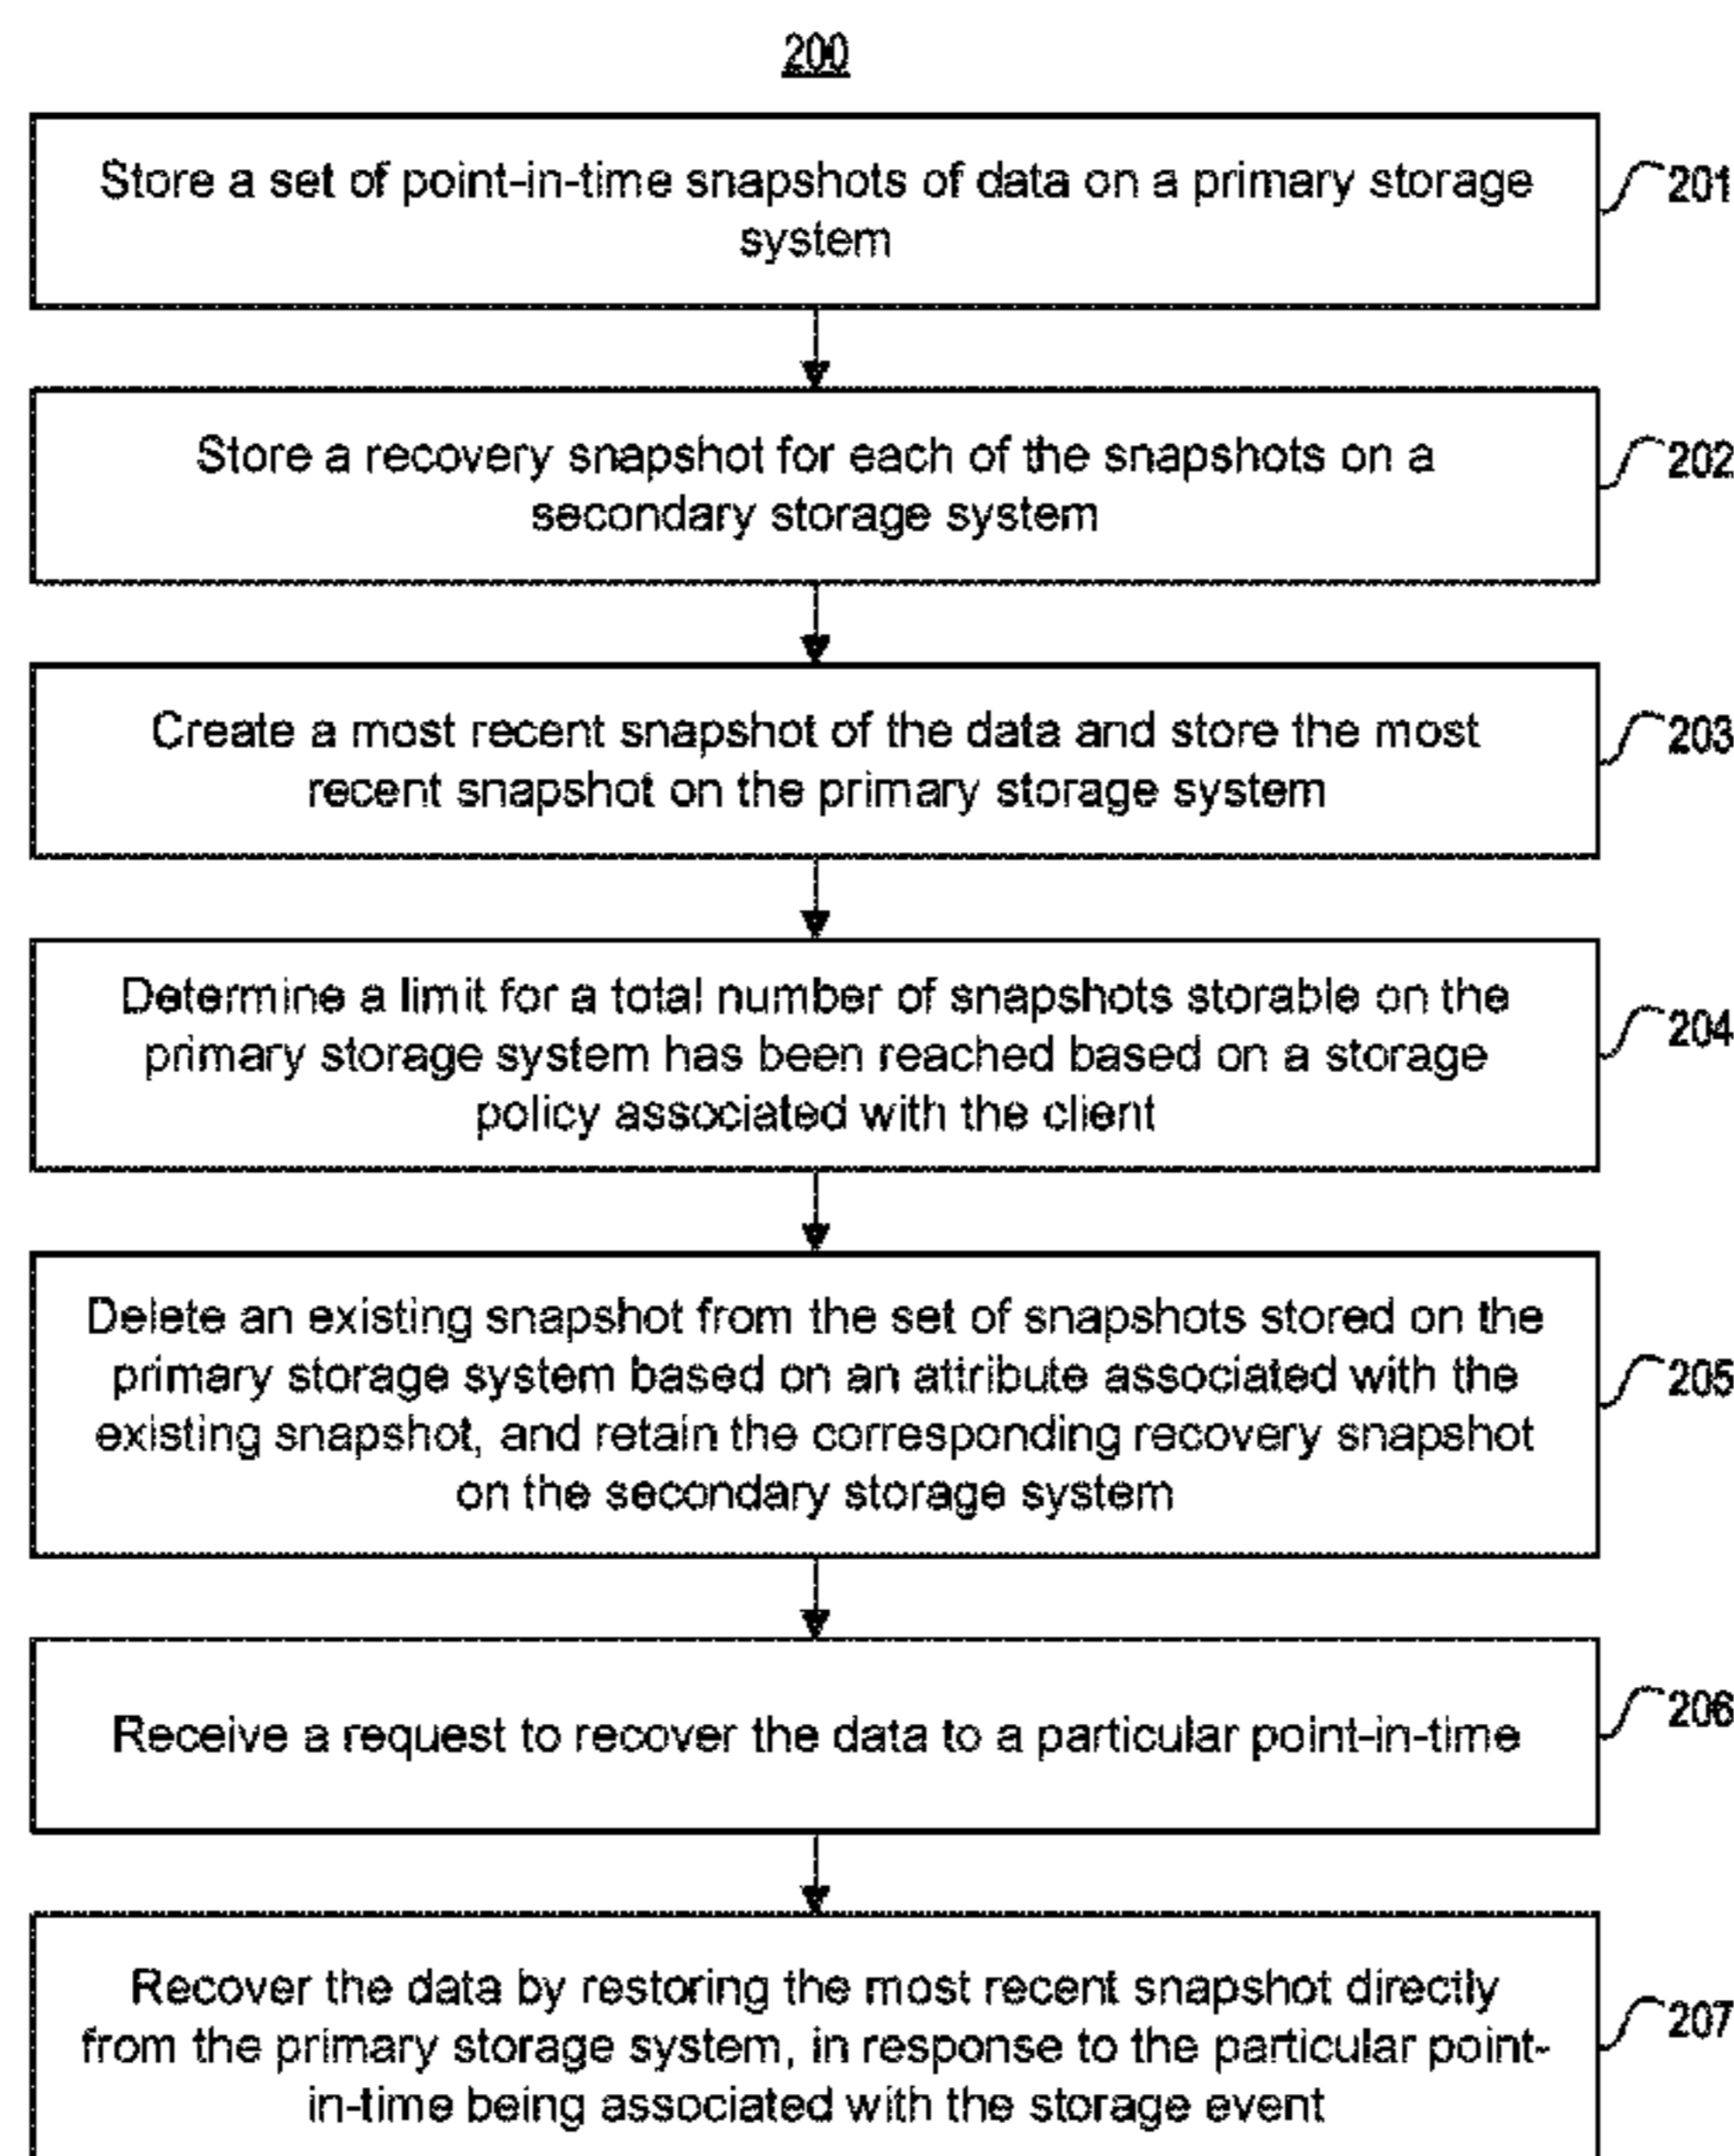 200
Store a set of point-in-time snapshots of data on a primary storage
system
201
Store a recovery snapshot for each of the snapshots on a
secondary storage system
202
Create a most recent snapshot of the data and store the most
recent snapshot on the primary storage system
203
Determine a limit for a total number of snapshots storable on the
primary storage system has been reached based on a storage
policy associated with the client
204
Delete an existing snapshot from the set of snapshots stored on the
primary storage system based on an attribute associated with the
existing snapshot, and retain the corresponding recovery snapshot
on the secondary storage system
205
Receive a request to recover the data to a particular point-in-time
206
Recover the data by restoring the most recent snapshot directly
from the primary storage system, in response to the particular point-
in-time being associated with the storage event
207